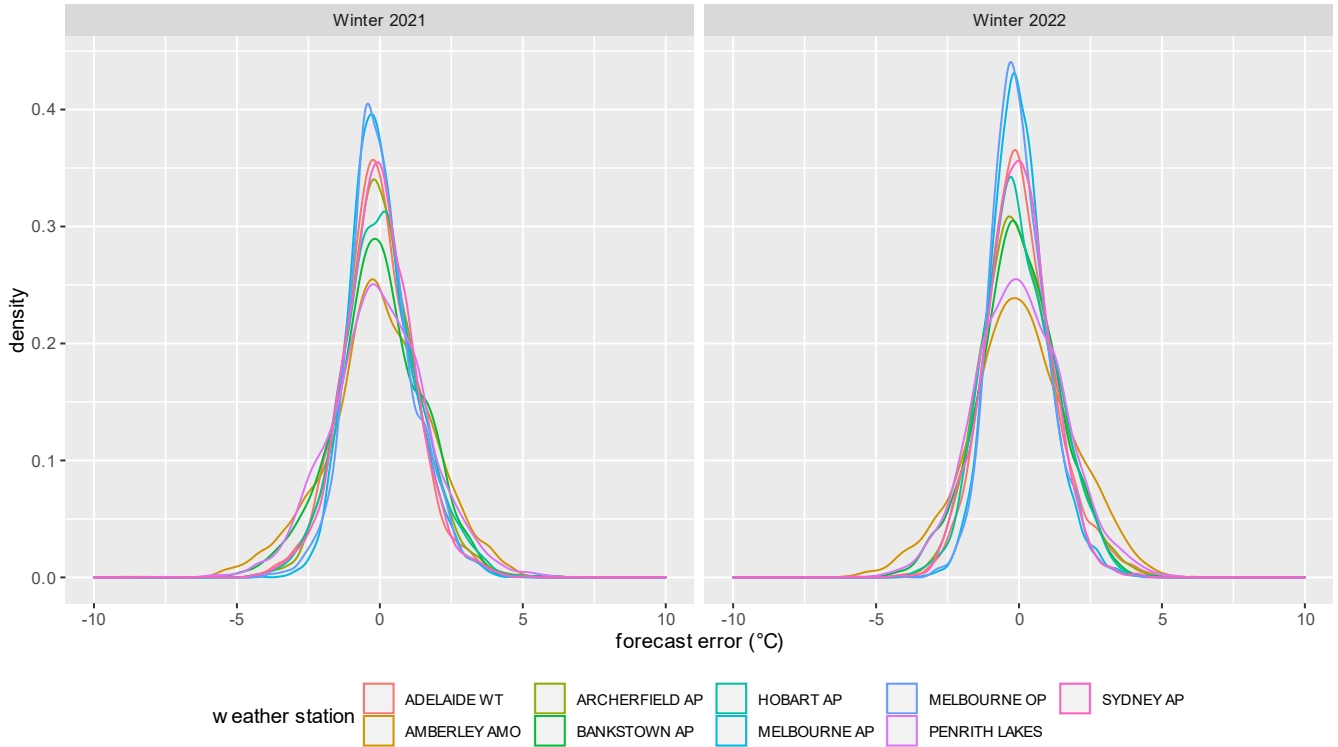 Winter 2021 Winter 2022
0.4
0.3
0.2
0.1
0.0
density
-10 -5 0 5 10 -10 -5 0 5 10
forecast error (°C)
weather station
ADELAIDE WT ARCHERFIELD AP HOBART AP MELBOURNE OP SYDNEY AP
AMBERLEY AMO BANKSTOWN AP MELBOURNE AP PENRITH LAKES